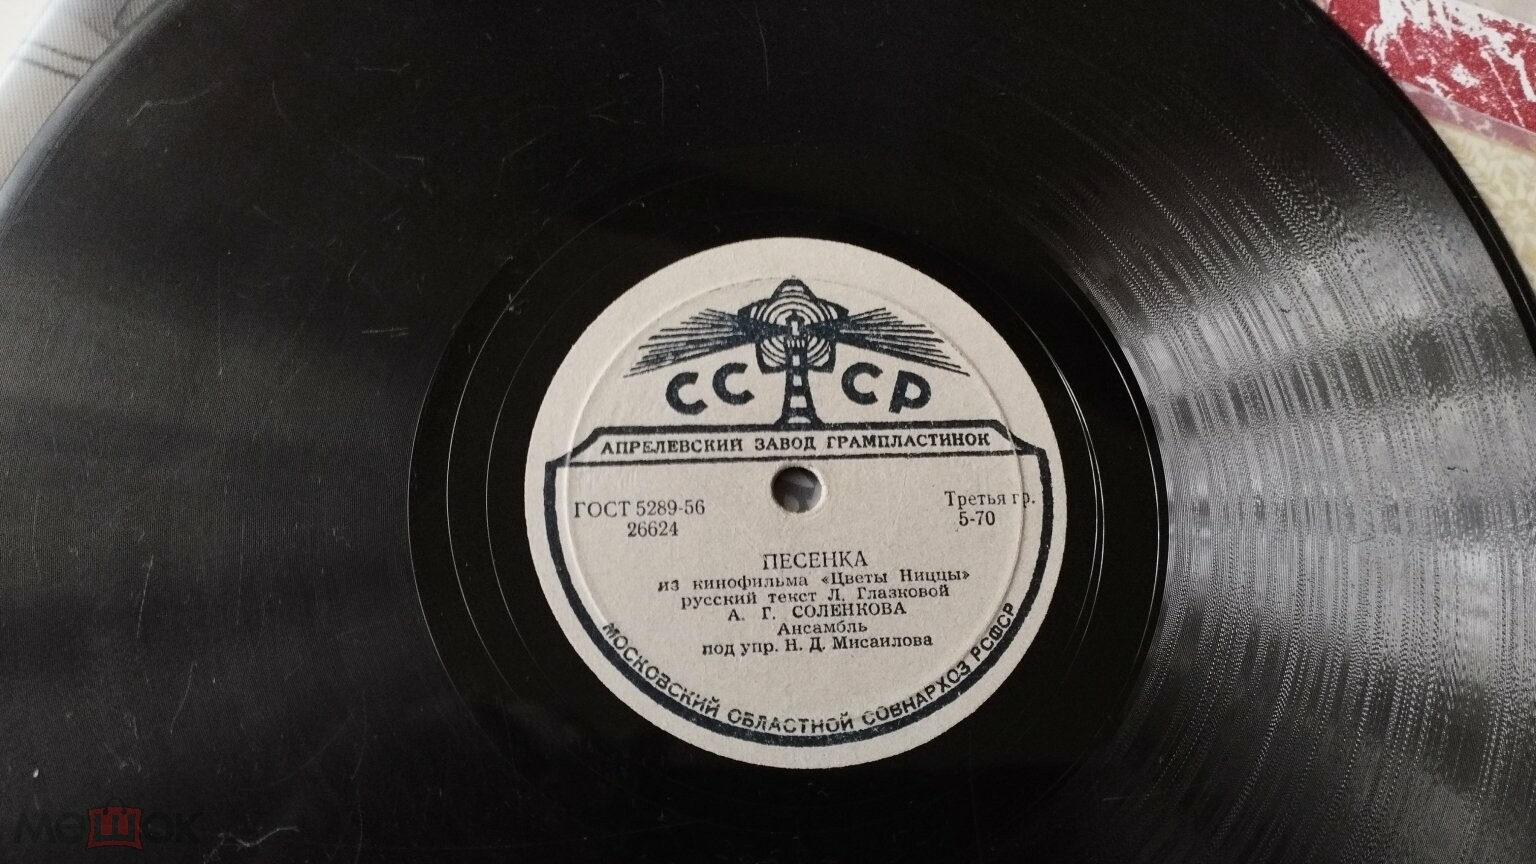 СССР
АПРЕЛЕВСКИЙ ЗАВОД ГРАМПЛАСТИНОК
ГОСТ 5289-56
26624
Третья гр.
5-70
ПЕСЕНКА
из кинофильма «Цветы Ниццы»
русский текст Л. Глазковой
А. Г. СОЛЕНКОВА
Ансамбль
под упр. Н. Д. Мисаилова
МОСКОВСКИЙ ОБЛАСТНОЙ СОВНАРХОЗ РСФСР
мешок